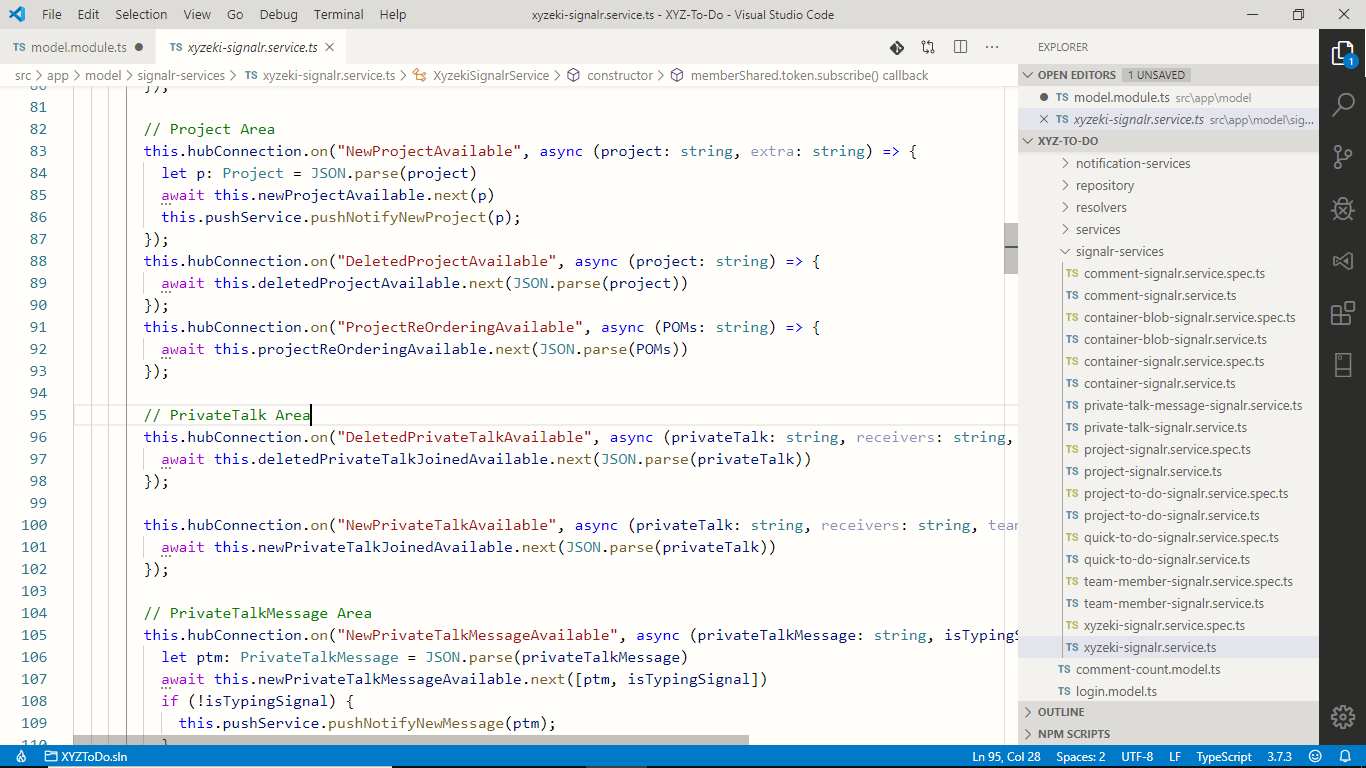 File Edit Selection View Go Debug Terminal Help xyzeki-signalr.service.ts - XYZ-To-Do - Visual Studio Code
TS model.module.ts ● TS xyzeki-signalr.service.ts ×
src > app > model > signalr-services > TS xyzeki-signalr.service.ts > XyzekiSignalrService > constructor > memberShared.token.subscribe() callback
80 });
81
82 // Project Area
83 this.hubConnection.on("NewProjectAvailable", async (project: string, extra: string) => {
84 let p: Project = JSON.parse(project)
85 await this.newProjectAvailable.next(p)
86 this.pushService.pushNotifyNewProject(p);
87 });
88 this.hubConnection.on("DeletedProjectAvailable", async (project: string) => {
89 await this.deletedProjectAvailable.next(JSON.parse(project))
90 });
91 this.hubConnection.on("ProjectReOrderingAvailable", async (POMs: string) => {
92 await this.projectReOrderingAvailable.next(JSON.parse(POMs))
93 });
94
95 // PrivateTalk Area
96 this.hubConnection.on("DeletedPrivateTalkAvailable", async (privateTalk: string, receivers: string,
97 await this.deletedPrivateTalkJoinedAvailable.next(JSON.parse(privateTalk))
98 });
99
100 this.hubConnection.on("NewPrivateTalkAvailable", async (privateTalk: string, receivers: string, tea
101 await this.newPrivateTalkJoinedAvailable.next(JSON.parse(privateTalk))
102 });
103
104 // PrivateTalkMessage Area
105 this.hubConnection.on("NewPrivateTalkMessageAvailable", async (privateTalkMessage: string, isTyping
106 let ptm: PrivateTalkMessage = JSON.parse(privateTalkMessage)
107 await this.newPrivateTalkMessageAvailable.next([ptm, isTypingSignal])
108 if (!isTypingSignal) {
109 this.pushService.pushNotifyNewMessage(ptm);
110 }
EXPLORER
OPEN EDITORS 1 UNSAVED
● TS model.module.ts src\app\model
× TS xyzeki-signalr.service.ts src\app\model\sig...
XYZ-TO-DO
> notification-services
> repository
> resolvers
> services
signalr-services
TS comment-signalr.service.spec.ts
TS comment-signalr.service.ts
TS container-blob-signalr.service.spec.ts
TS container-blob-signalr.service.ts
TS container-signalr.service.spec.ts
TS container-signalr.service.ts
TS private-talk-message-signalr.service.ts
TS private-talk-signalr.service.ts
TS project-signalr.service.spec.ts
TS project-signalr.service.ts
TS project-to-do-signalr.service.spec.ts
TS project-to-do-signalr.service.ts
TS quick-to-do-signalr.service.spec.ts
TS quick-to-do-signalr.service.ts
TS team-member-signalr.service.spec.ts
TS team-member-signalr.service.ts
TS xyzeki-signalr.service.spec.ts
TS xyzeki-signalr.service.ts
TS comment-count.model.ts
TS login.model.ts
> OUTLINE
> NPM SCRIPTS
1
XYZToDo.sln Ln 95, Col 28 Spaces: 2 UTF-8 LF TypeScript 3.7.3